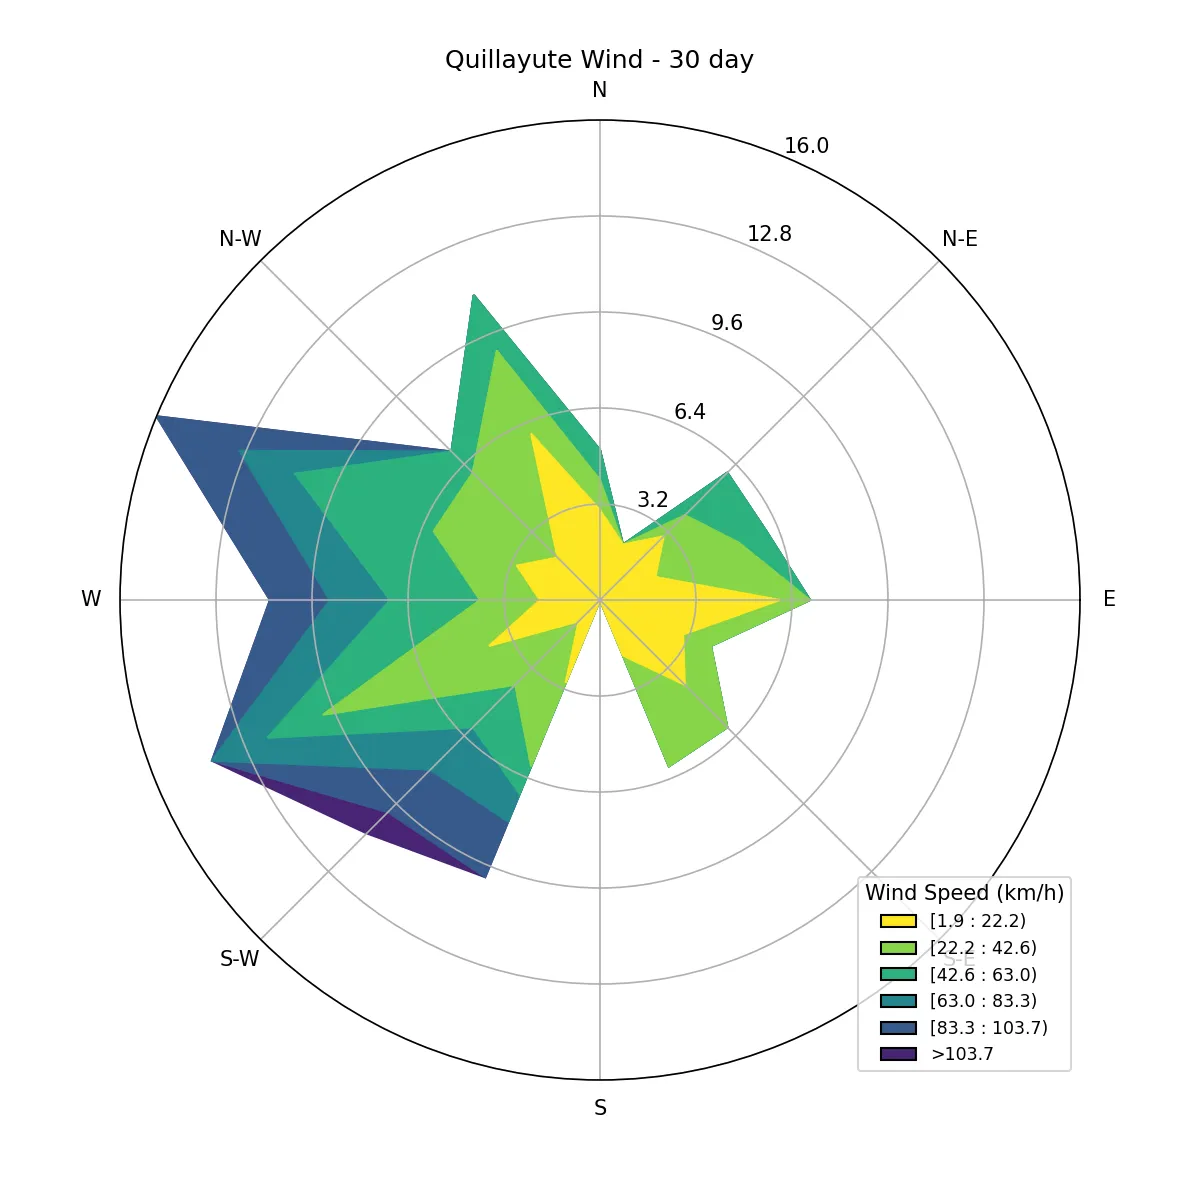 Quillayute Wind - 30 day
N
16.0
12.8
N-W
N-E
9.6
6.4
3.2
W
E
S-W
S-E
S
Wind Speed (km/h)
[1.9 : 22.2)
[22.2 : 42.6)
[42.6 : 63.0)
[63.0 : 83.3)
[83.3 : 103.7)
>103.7